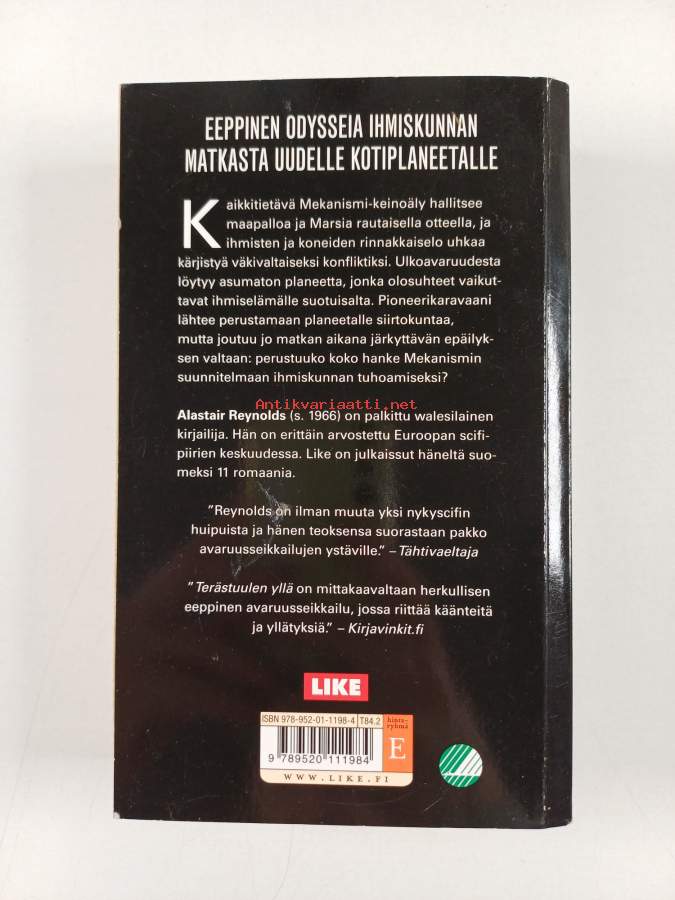 EEPPINEN ODYSSEIA IHMISKUNNAN
MATKASTA UUDELLE KOTIPLANEETALLE
Kaikkitietävä Mekanismi-keinoäly hallitsee
maapalloa ja Marsia rautaisella otteella, ja
ihmisten ja koneiden rinnakkaiselo uhkaa
kärjistyä väkivaltaiseksi konfliktiksi. Ulkoavaruudesta
löytyy asumaton planeetta, jonka olosuhteet vaikut-
tavat ihmiselämälle suotuisalta. Pioneerikaravaani
lähtee perustamaan planeetalle siirtokuntaa,
mutta joutuu jo matkan aikana järkyttävän epäilyk-
sen valtaan: perustuuko koko hanke Mekanismin
suunnitelmaan ihmiskunnan tuhoamiseksi?
Antikvariaatti.net
Alastair Reynolds (s. 1966) on palkittu walesilainen
kirjailija. Hän on erittäin arvostettu Euroopan scifi-
piirien keskuudessa. Like on julkaissut häneltä suo-
meksi 11 romaania.
”Reynolds on ilman muuta yksi nykyscifin
huipuista ja hänen teoksensa suorastaan pakko
avaruusseikkailujen ystäville.” – Tähtivaeltaja
”Terästuulen yllä on mittakaavaltaan herkullisen
eeppinen avaruusseikkailu, jossa riittää käänteitä
ja yllätyksiä.” – Kirjavinkit.fi
LIKE
ISBN 978-952-01-1198-4 T84.2
hinta-
ryhmä
E
9 789520 111984
WWW.LIKE.FI